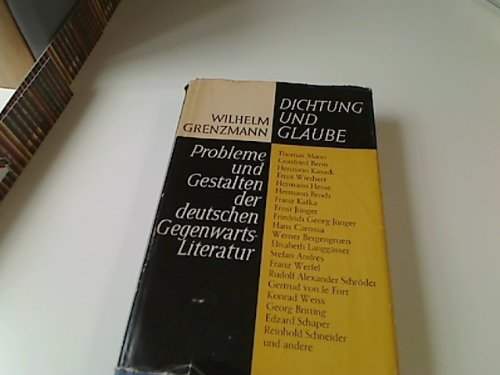 WILHELM
GRENZMANN
DICHTUNG
UND
GLAUBE
Probleme
und
Gestalten
der
deutschen
Gegenwarts-
Literatur
Thomas Mann
Gottfried Benn
Hermann Kasack
Ernst Wiechert
Hermann Hesse
Hermann Broch
Franz Kafka
Ernst Jünger
Friedrich Georg Jünger
Hans Carossa
Werner Bergengruen
Elisabeth Langgässer
Stefan Andres
Franz Werfel
Rudolf Alexander Schröder
Gertrud von le Fort
Konrad Weiss
Georg Britting
Edzard Schaper
Reinhold Schneider
und andere